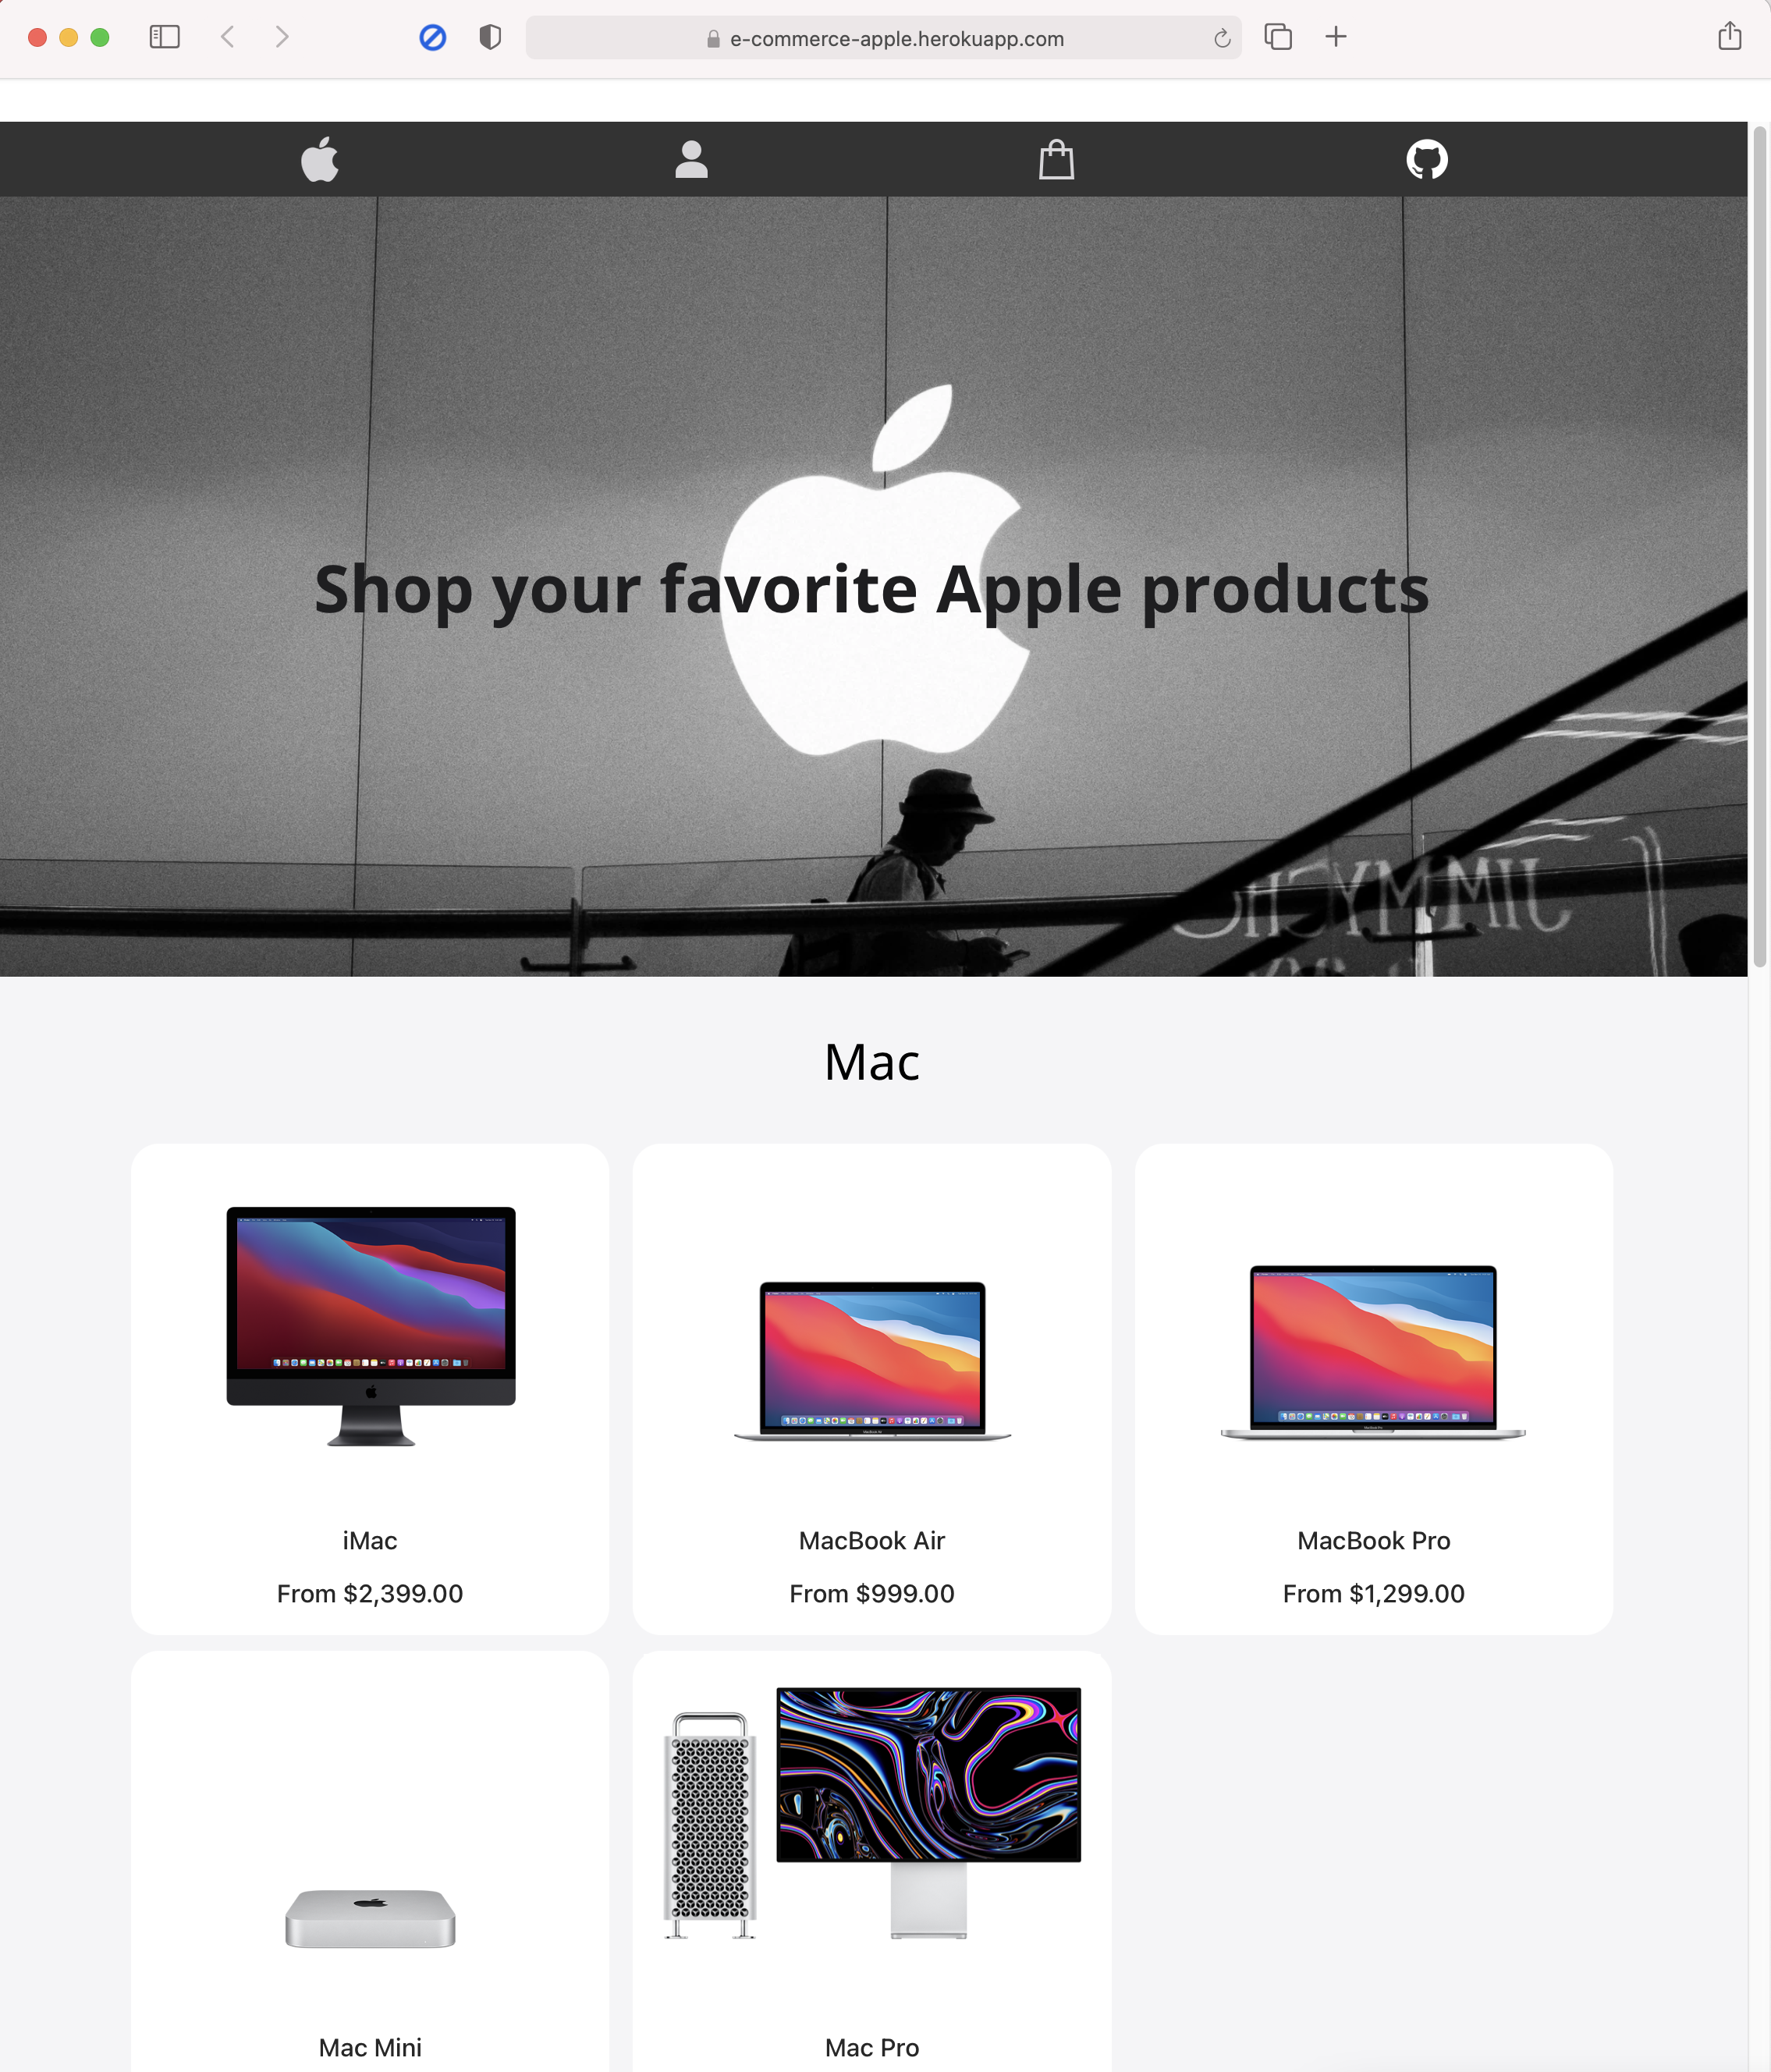 e-commerce-apple.herokuapp.com
Shop your favorite Apple products
Mac
iMac
From $2,399.00
MacBook Air
From $999.00
MacBook Pro
From $1,299.00
Mac Mini
Mac Pro